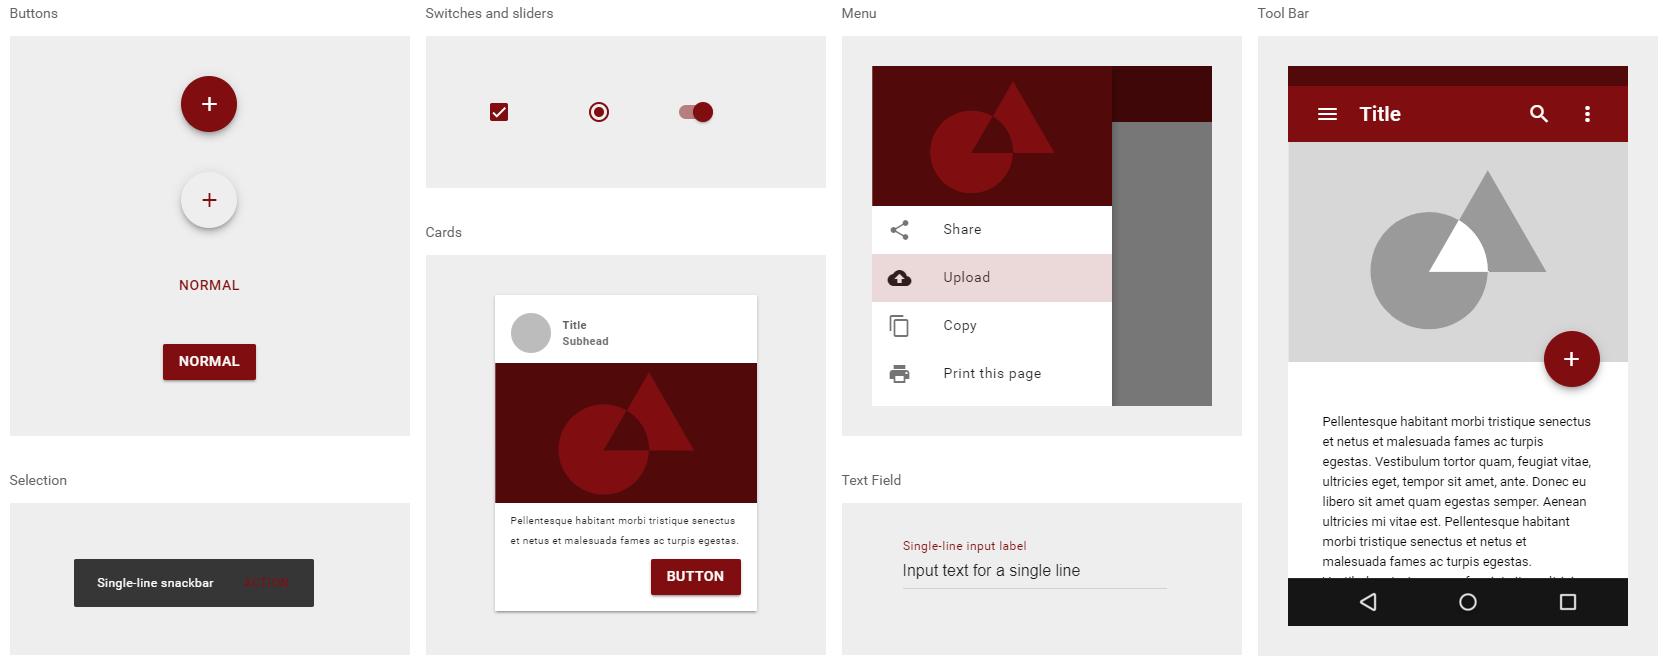 Buttons
NORMAL
NORMAL
Selection
Single-line snackbar ACTION
Switches and sliders
Cards
Title
Subhead
Pellentesque habitant morbi tristique senectus
et netus et malesuada fames ac turpis egestas.
BUTTON
Menu
Share
Upload
Copy
Print this page
Text Field
Single-line input label
Input text for a single line
Tool Bar
Title
Pellentesque habitant morbi tristique senectus
et netus et malesuada fames ac turpis
egestas. Vestibulum tortor quam, feugiat vitae,
ultricies eget, tempor sit amet, ante. Donec eu
libero sit amet quam egestas semper. Aenean
ultricies mi vitae est. Pellentesque habitant
morbi tristique senectus et netus et
malesuada fames ac turpis egestas.